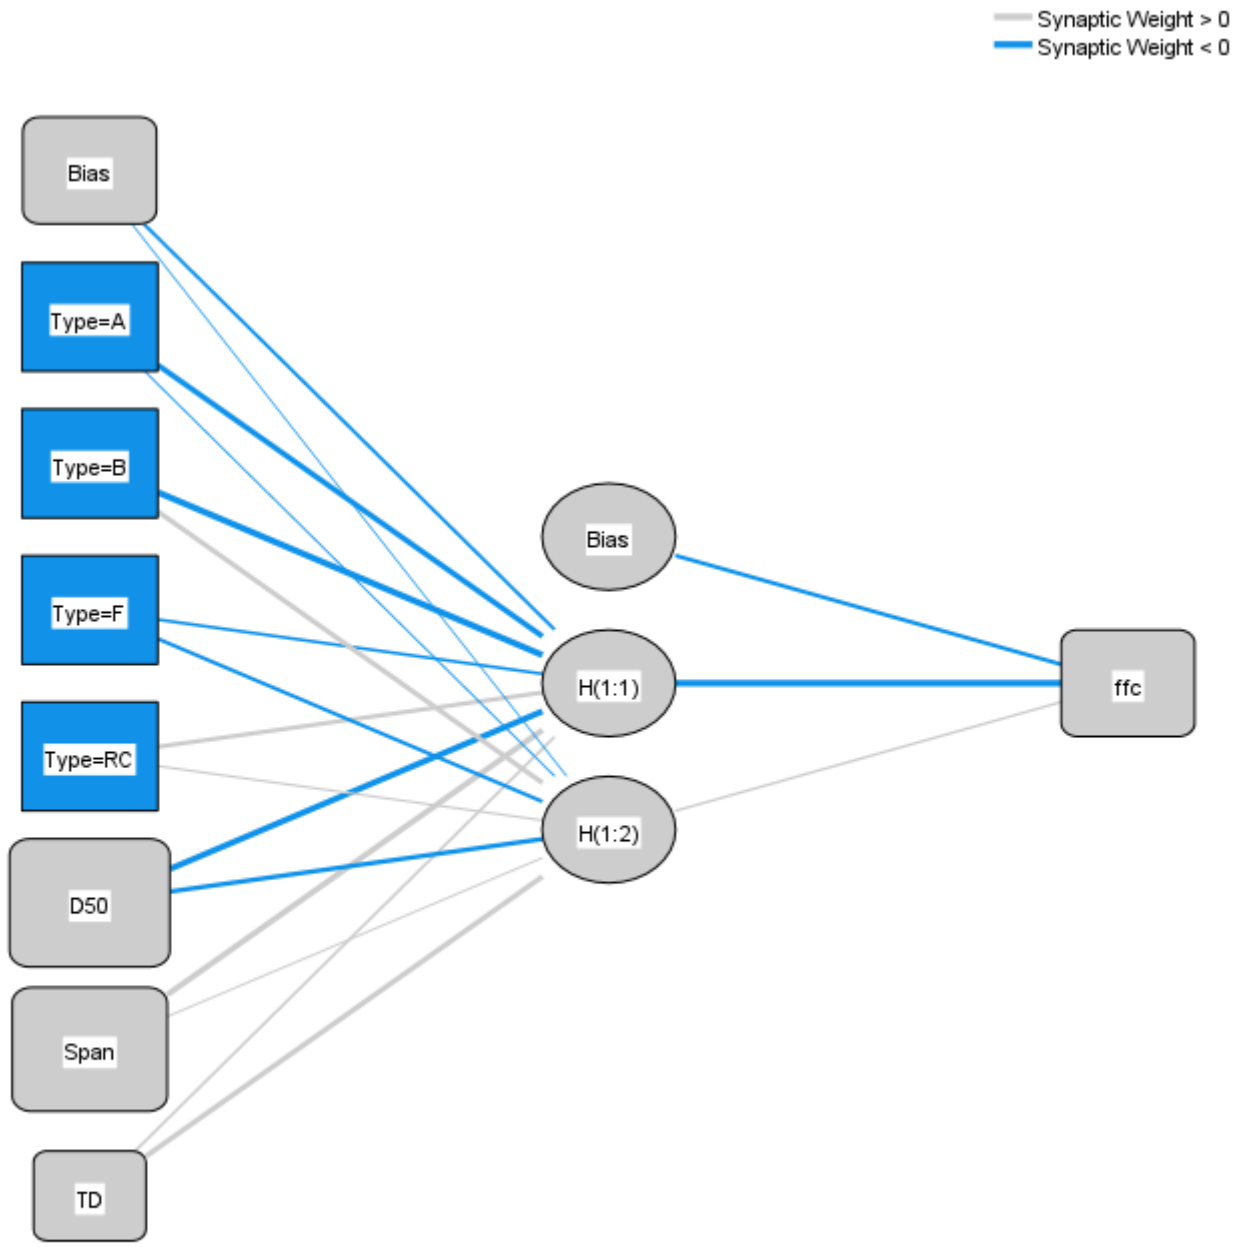 Synaptic Weight > 0
Synaptic Weight < 0
Bias
Type=A
Type=B
Type=F
Type=RC
D50
Span
TD
Bias
H(1:1)
H(1:2)
ffc